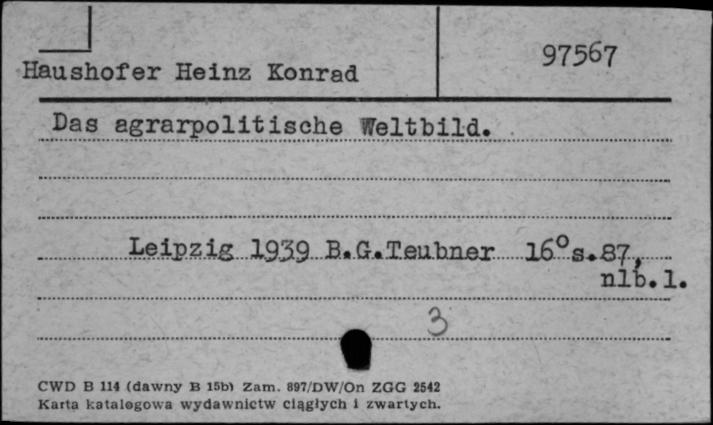 97567
Haushofer Heinz Konrad
Das agrarpolitische Weltbild.
Leipzig 1939 B.G.Teubner 16° s.87,
nlb.1.
3
CWD B 114 (dawny B 15b) Zam. 897/DW/On ZGG 2542
Karta katalogowa wydawnictw ciągłych i zwartych.